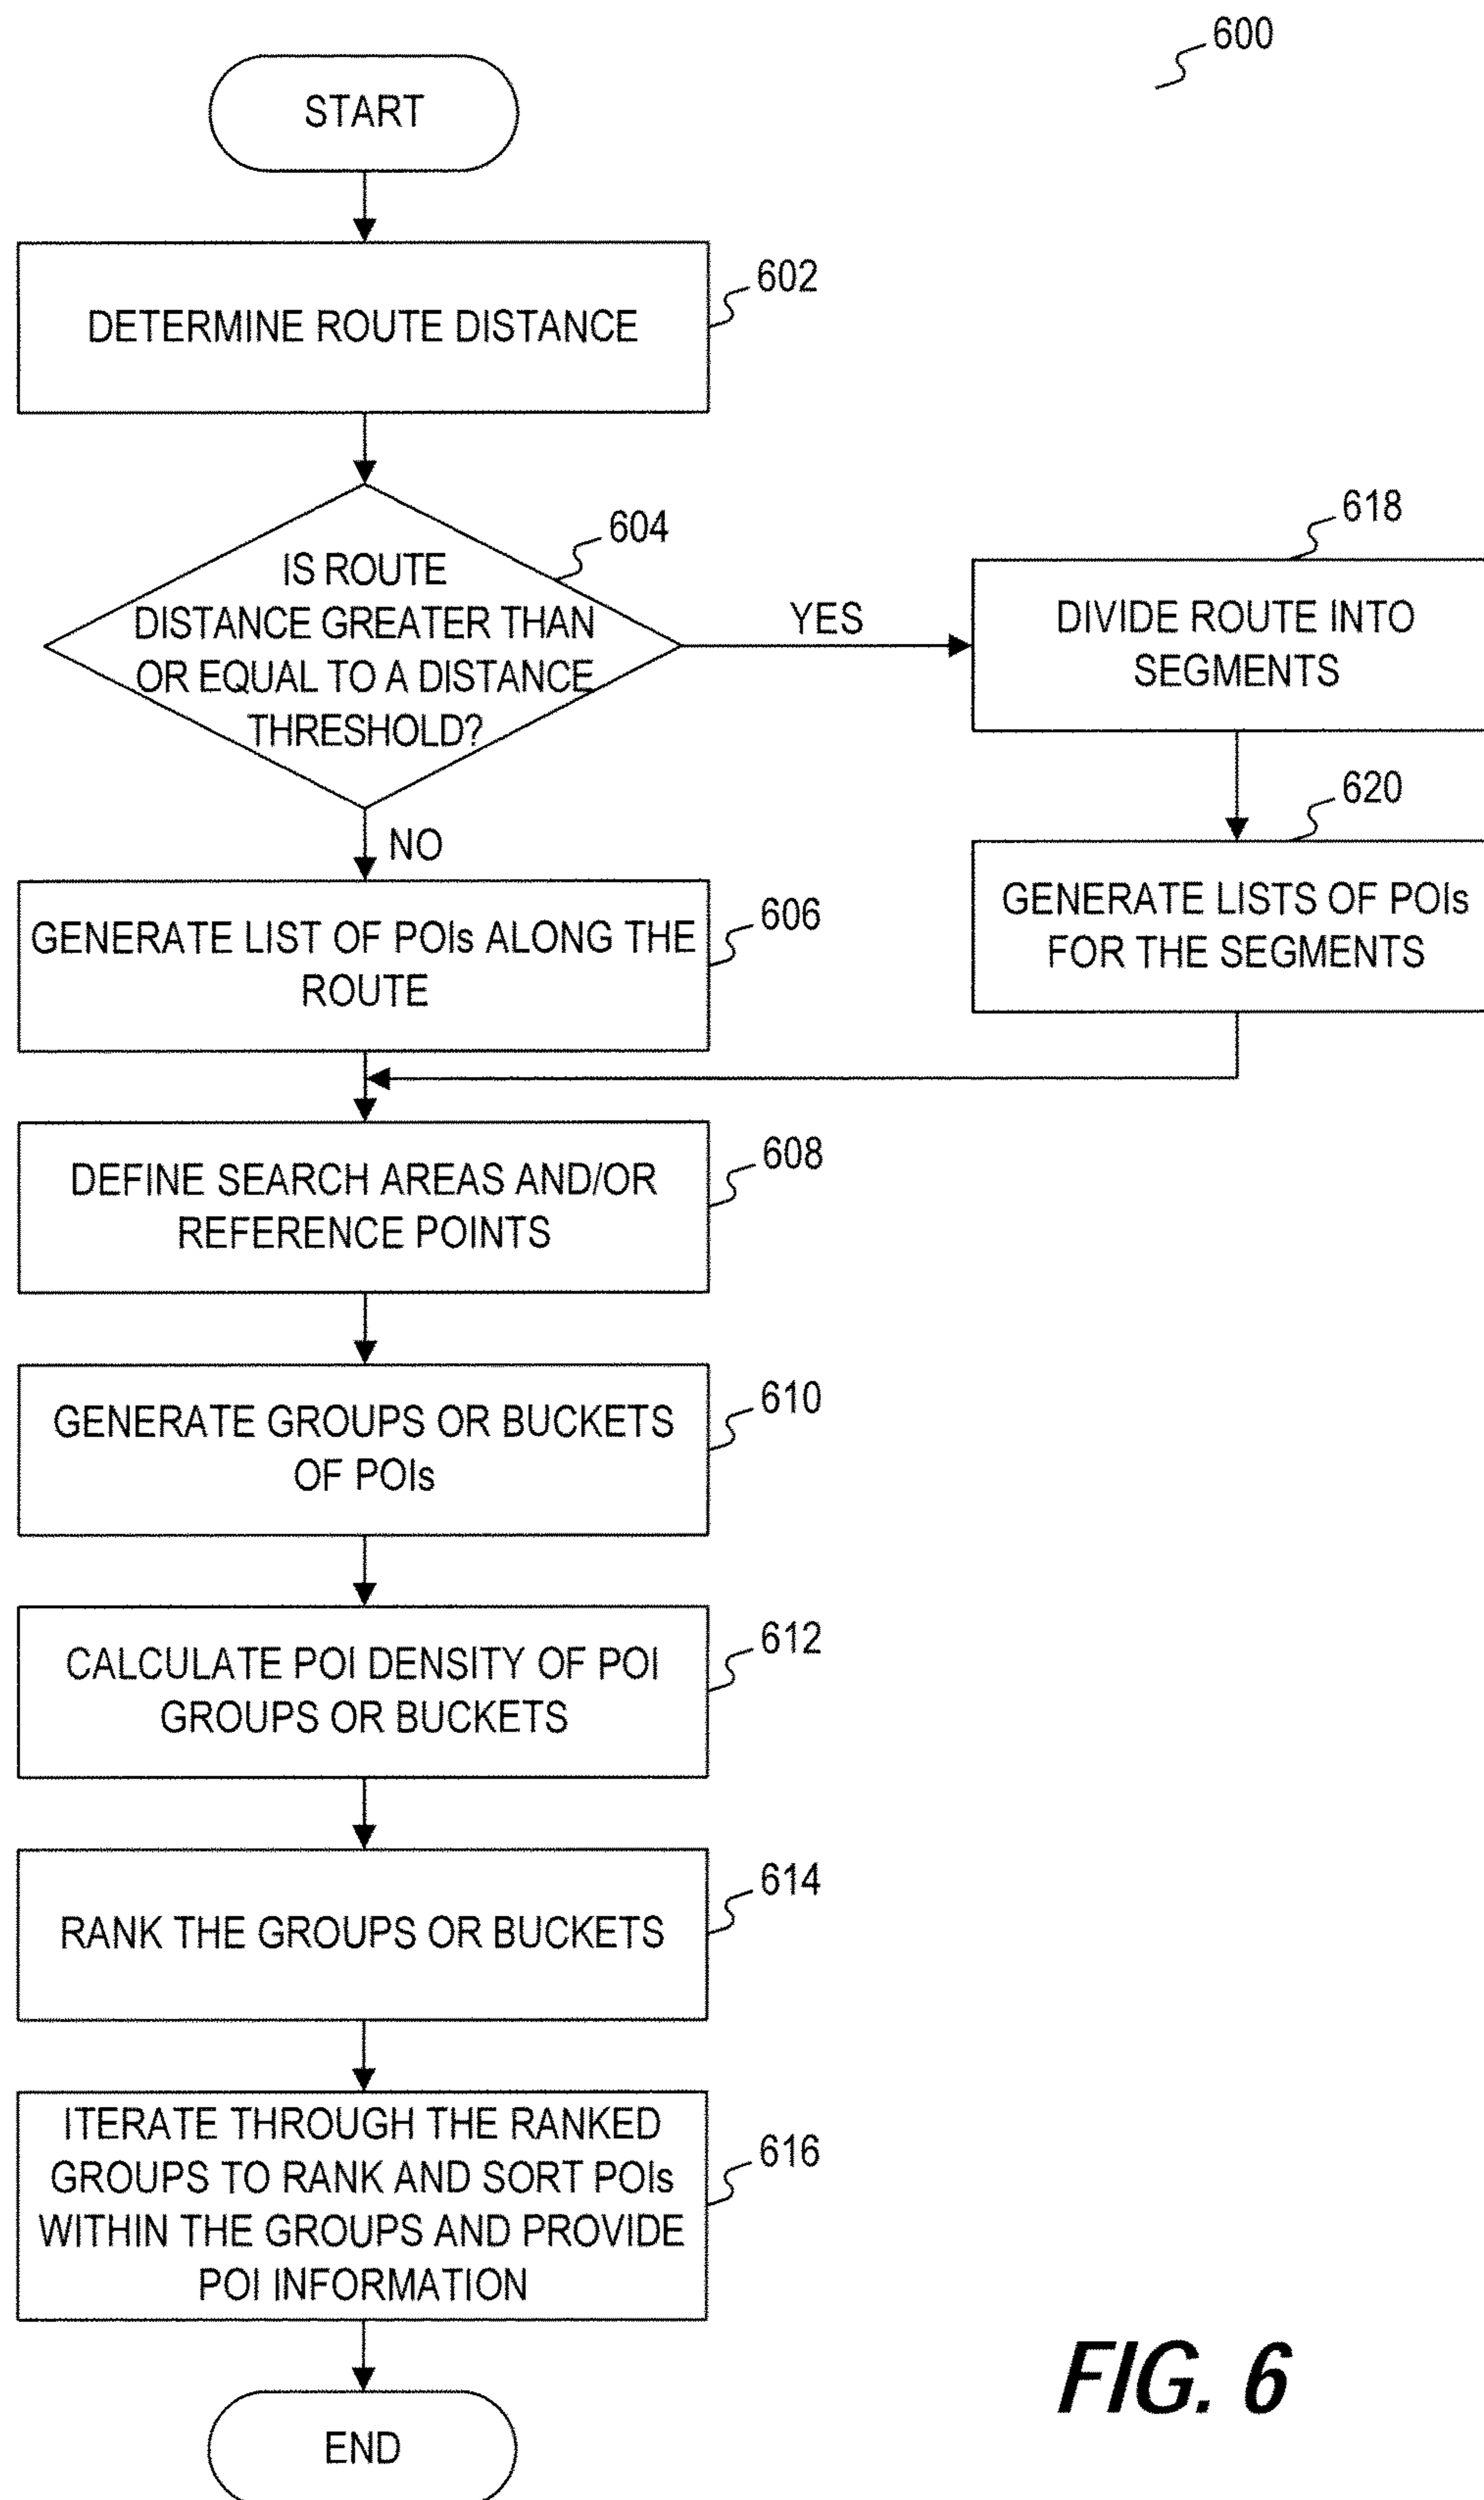 600
START
602
DETERMINE ROUTE DISTANCE
604
IS ROUTE
DISTANCE GREATER THAN
OR EQUAL TO A DISTANCE
THRESHOLD?
YES
618
DIVIDE ROUTE INTO
SEGMENTS
620
GENERATE LISTS OF POIs
FOR THE SEGMENTS
NO
606
GENERATE LIST OF POIs ALONG THE
ROUTE
608
DEFINE SEARCH AREAS AND/OR
REFERENCE POINTS
610
GENERATE GROUPS OR BUCKETS
OF POIs
612
CALCULATE POI DENSITY OF POI
GROUPS OR BUCKETS
614
RANK THE GROUPS OR BUCKETS
616
ITERATE THROUGH THE RANKED
GROUPS TO RANK AND SORT POIs
WITHIN THE GROUPS AND PROVIDE
POI INFORMATION
END
FIG. 6